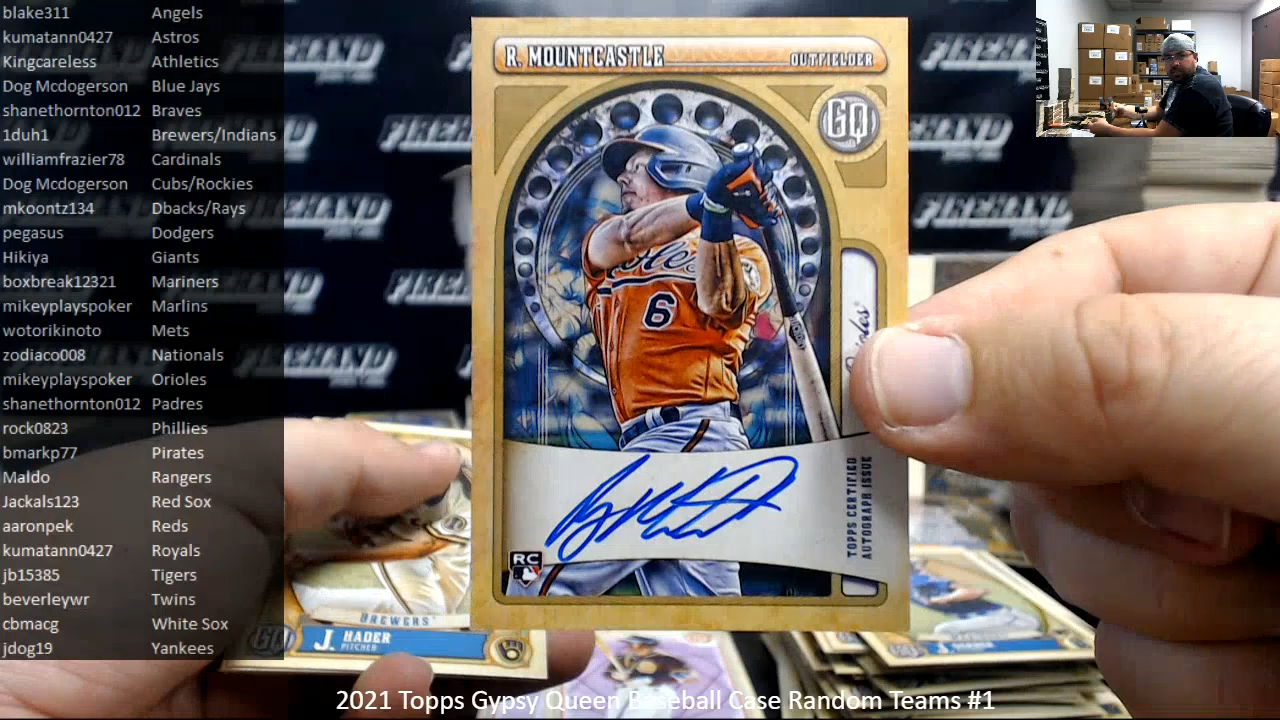 blake311 Angels
kumatann0427 Astros
Kingcareless Athletics
Dog Mcdogerson Blue Jays
shanethornton012 Braves
1duh1 Brewers/Indians
williamfrazier78 Cardinals
Dog Mcdogerson Cubs/Rockies
mkoontz134 Dbacks/Rays
pegasus Dodgers
Hikiya Giants
boxbreak12321 Mariners
mikeyplayspoker Marlins
wotorikinoto Mets
zodiaco008 Nationals
mikeyplayspoker Orioles
shanethornton012 Padres
rock0823 Phillies
bmarkp77 Pirates
Maldo Rangers
Jackals123 Red Sox
aaronpek Reds
kumatann0427 Royals
jb15385 Tigers
beverleywr Twins
cbmacg White Sox
jdog19 Yankees
R. MOUNTCASTLE OUTFIELDER
GQ
6
TOPPS CERTIFIED
AUTOGRAPH ISSUE
RC
FIREHAND
FIREHAND
FIREHAND
FIREHAND
BREWERS
J. HADER
PITCHER
2021 Topps Gypsy Queen Baseball Case Random Teams #1